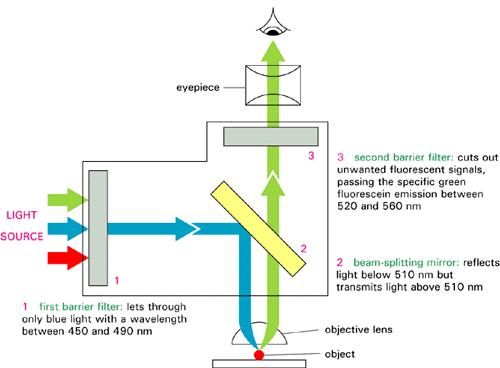 eyepiece
3
3 second barrier filter: cuts out
unwanted fluorescent signals,
passing the specific green
fluorescein emission between
520 and 560 nm
LIGHT
SOURCE
2
1
2 beam-splitting mirror: reflects
light below 510 nm but
transmits light above 510 nm
1 first barrier filter: lets through
only blue light with a wavelength
between 450 and 490 nm
objective lens
object